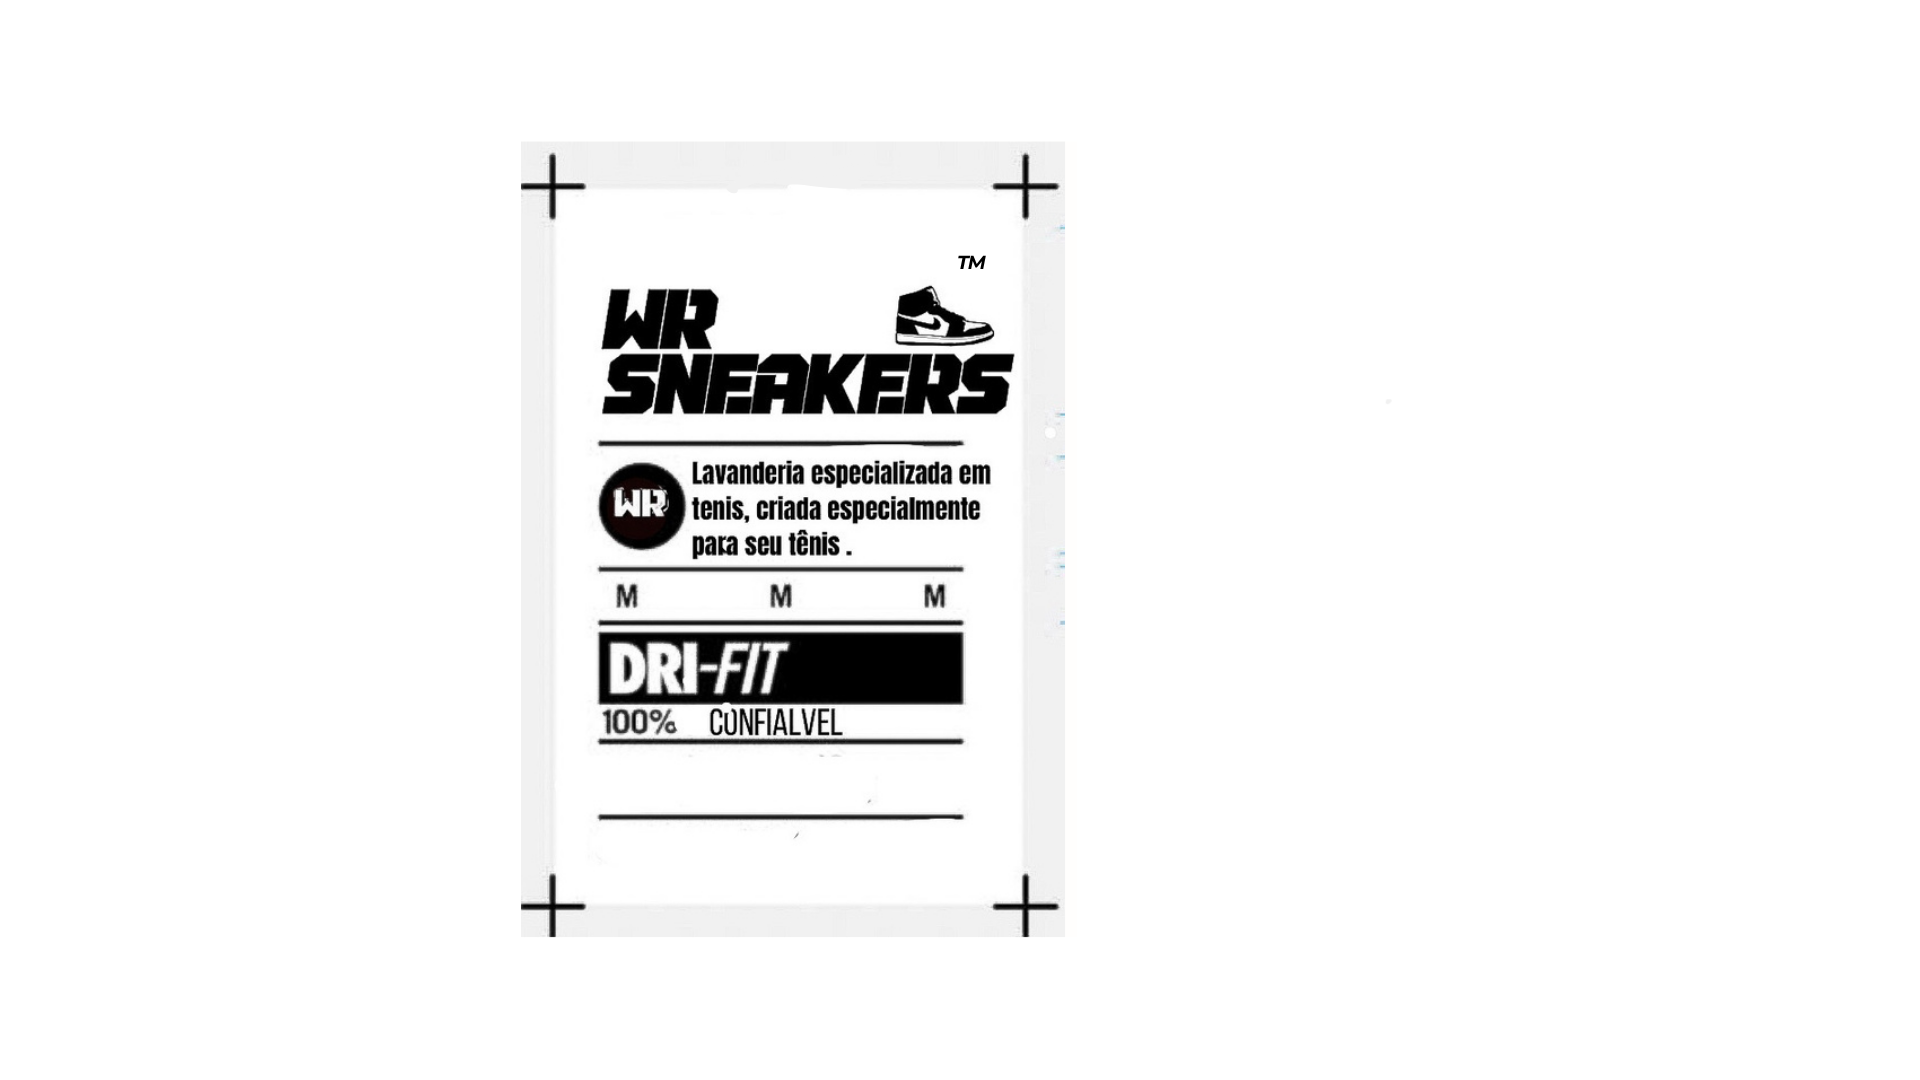 TM
WR
SNEAKERS
WR
Lavanderia especializada em
tenis, criada especialmente
para seu tênis .
M M M
DRI-FIT
100% CONFIALVEL